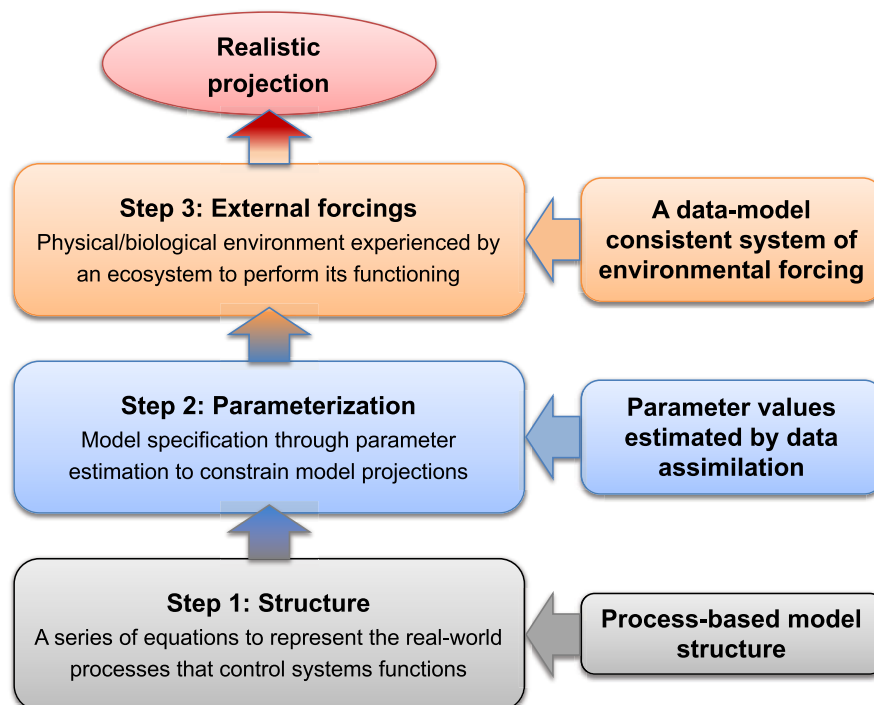 Realistic
projection
Step 3: External forcings
Physical/biological environment experienced by
an ecosystem to perform its functioning
A data-model
consistent system of
environmental forcing
Step 2: Parameterization
Model specification through parameter
estimation to constrain model projections
Parameter values
estimated by data
assimilation
Step 1: Structure
A series of equations to represent the real-world
processes that control systems functions
Process-based model
structure